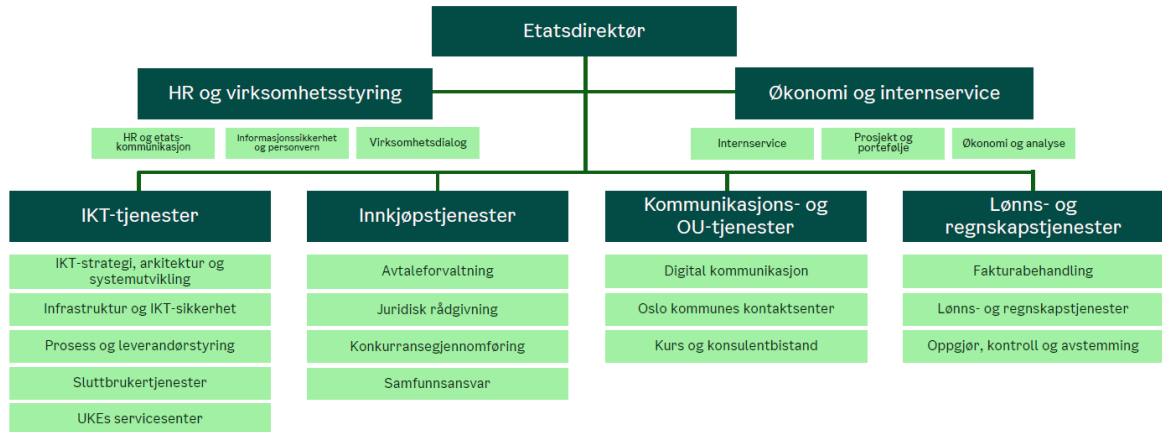 Etatsdirektør
HR og virksomhetsstyring
Økonomi og internservice
HR og etats-
kommunikasjon
Informasjonssikkerhet
og personvern
Virksomhetsdialog
Internservice
Prosjekt og
portefølje
Økonomi og analyse
IKT-tjenester
IKT-strategi, arkitektur og
systemutvikling
Infrastruktur og IKT-sikkerhet
Prosess og leverandørstyring
Sluttbrukertjenester
UKEs servicesenter
Innkjøpstjenester
Avtaleforvaltning
Juridisk rådgivning
Konkurransegjennomføring
Samfunnsansvar
Kommunikasjons- og
OU-tjenester
Digital kommunikasjon
Oslo kommunes kontaktsenter
Kurs og konsulentbistand
Lønns- og
regnskapstjenester
Fakturabehandling
Lønns- og regnskapstjenester
Oppgjør, kontroll og avstemming